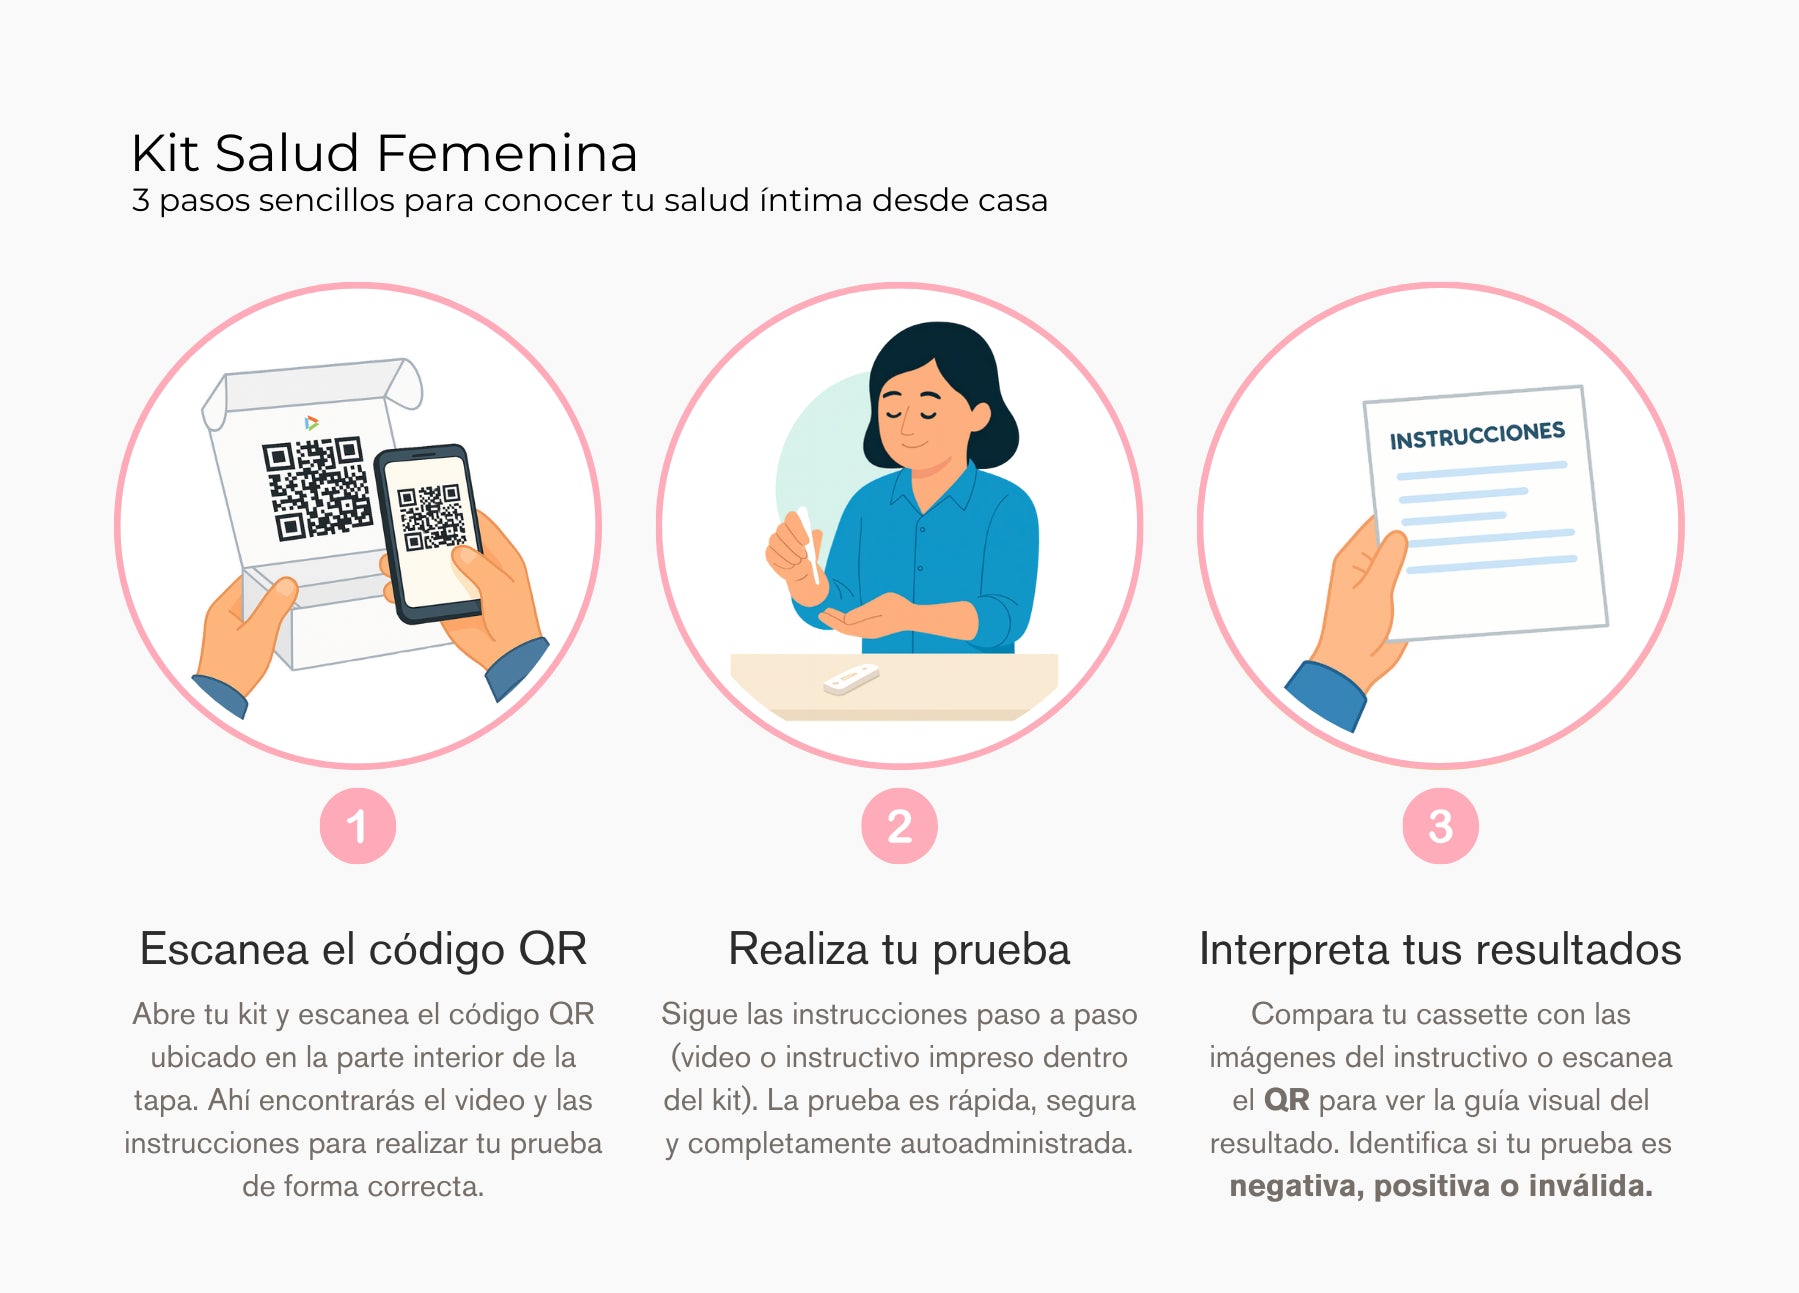 Kit Salud Femenina
3 pasos sencillos para conocer tu salud íntima desde casa
INSTRUCCIONES
1
2
3
Escanea el código QR
Abre tu kit y escanea el código QR
ubicado en la parte interior de la
tapa. Ahí encontrarás el video y las
instrucciones para realizar tu prueba
de forma correcta.
Realiza tu prueba
Sigue las instrucciones paso a paso
(video o instructivo impreso dentro
del kit). La prueba es rápida, segura
y completamente autoadministrada.
Interpreta tus resultados
Compara tu cassette con las
imágenes del instructivo o escanea
el QR para ver la guía visual del
resultado. Identifica si tu prueba es
negativa, positiva o inválida.